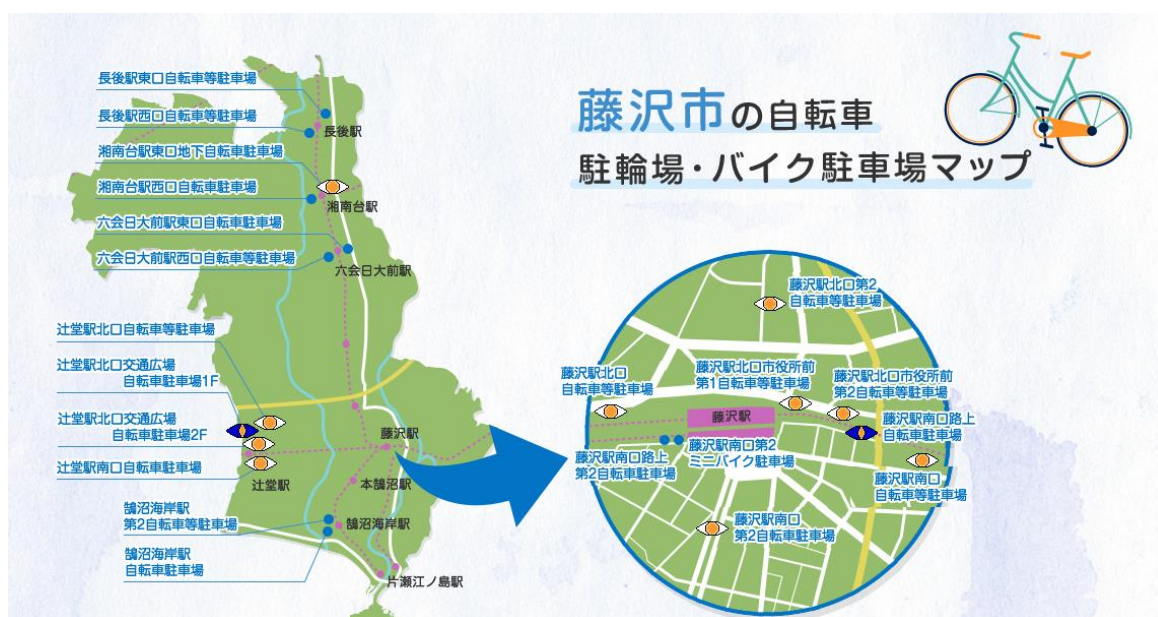 藤沢市の自転車
駐輪場・バイク駐車場マップ
長後駅東口自転車等駐車場
長後駅西口自転車等駐車場
長後駅
湘南台駅東口地下自転車駐車場
湘南台駅西口自転車駐車場
湘南台駅
六会日大前駅東口自転車駐車場
六会日大前駅西口自転車等駐車場
六会日大前駅
辻堂駅北口自転車等駐車場
辻堂駅北口交通広場
自転車駐車場1F
辻堂駅北口交通広場
自転車駐車場2F
辻堂駅南口自転車駐車場
辻堂駅
藤沢駅
本鵠沼駅
鵠沼海岸駅
第2自転車等駐車場
鵠沼海岸駅
鵠沼海岸駅
自転車駐車場
片瀬江ノ島駅
藤沢駅北口第2
自転車等駐車場
藤沢駅北口
自転車等駐車場
藤沢駅北口市役所前
第1自転車等駐車場
藤沢駅北口市役所前
第2自転車等駐車場
藤沢駅
藤沢駅南口路上
自転車駐車場
藤沢駅南口路上
第2自転車駐車場
藤沢駅南口第2
ミニバイク駐車場
藤沢駅南口
自転車等駐車場
藤沢駅南口
第2自転車駐車場